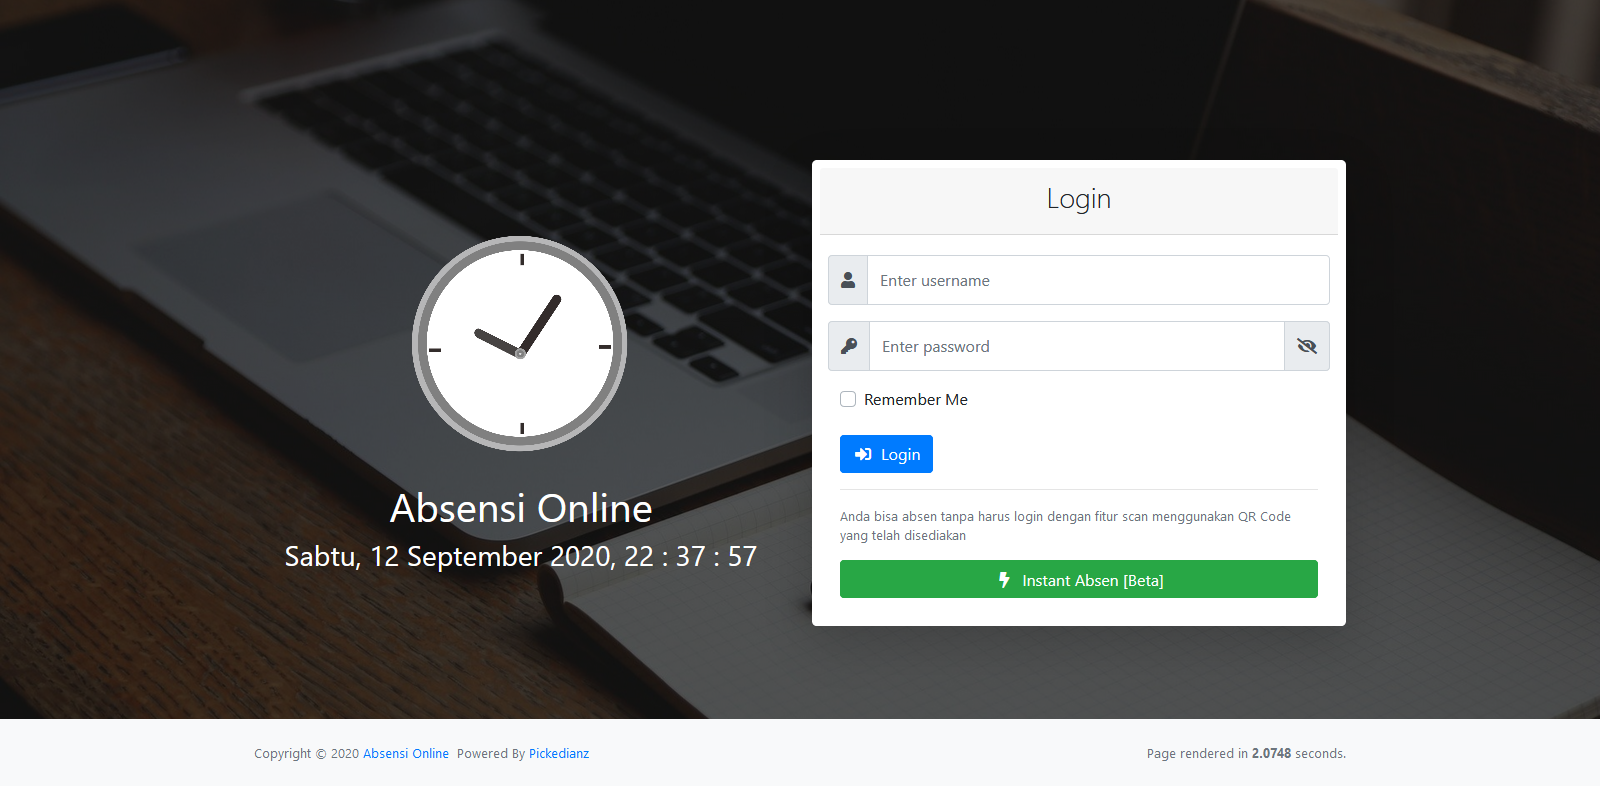 Absensi Online
Sabtu, 12 September 2020, 22 : 37 : 57
Login
Enter username
Enter password
Remember Me
Login
Anda bisa absen tanpa harus login dengan fitur scan menggunakan QR Code
yang telah disediakan
Instant Absen [Beta]
Copyright © 2020 Absensi Online Powered By Pickedianz
Page rendered in 2.0748 seconds.